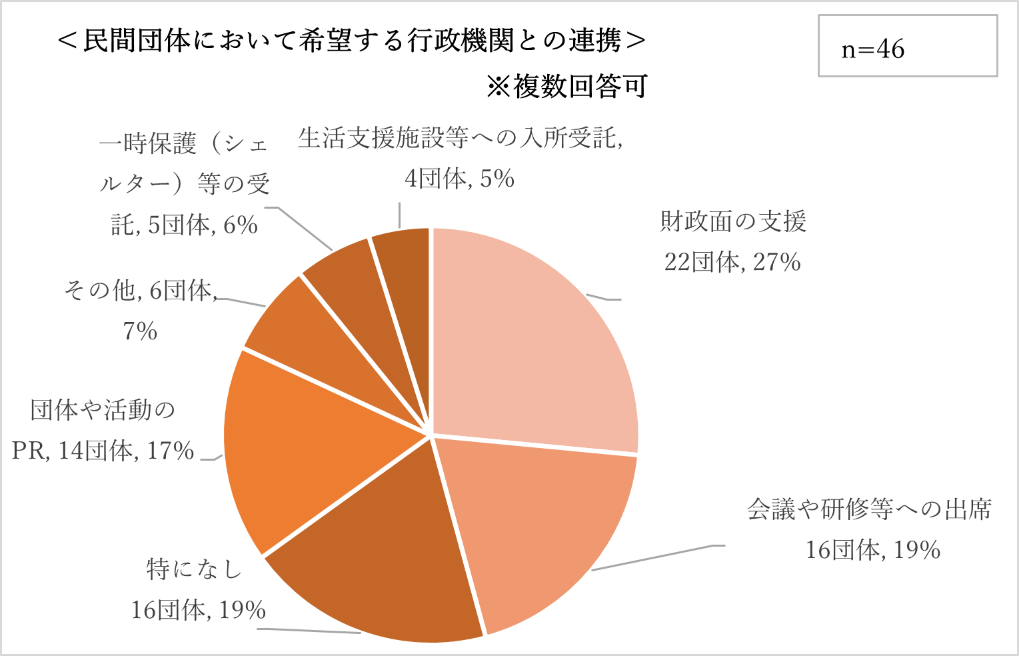 ＜民間団体において希望する行政機関との連携＞
※複数回答可
n=46
生活支援施設等への入所受託,
4団体, 5%
一時保護（シェ
ルター）等の受
託, 5団体, 6%
財政面の支援
22団体, 27%
その他, 6団体,
7%
団体や活動の
PR, 14団体, 17%
会議や研修等への出席
16団体, 19%
特になし
16団体, 19%